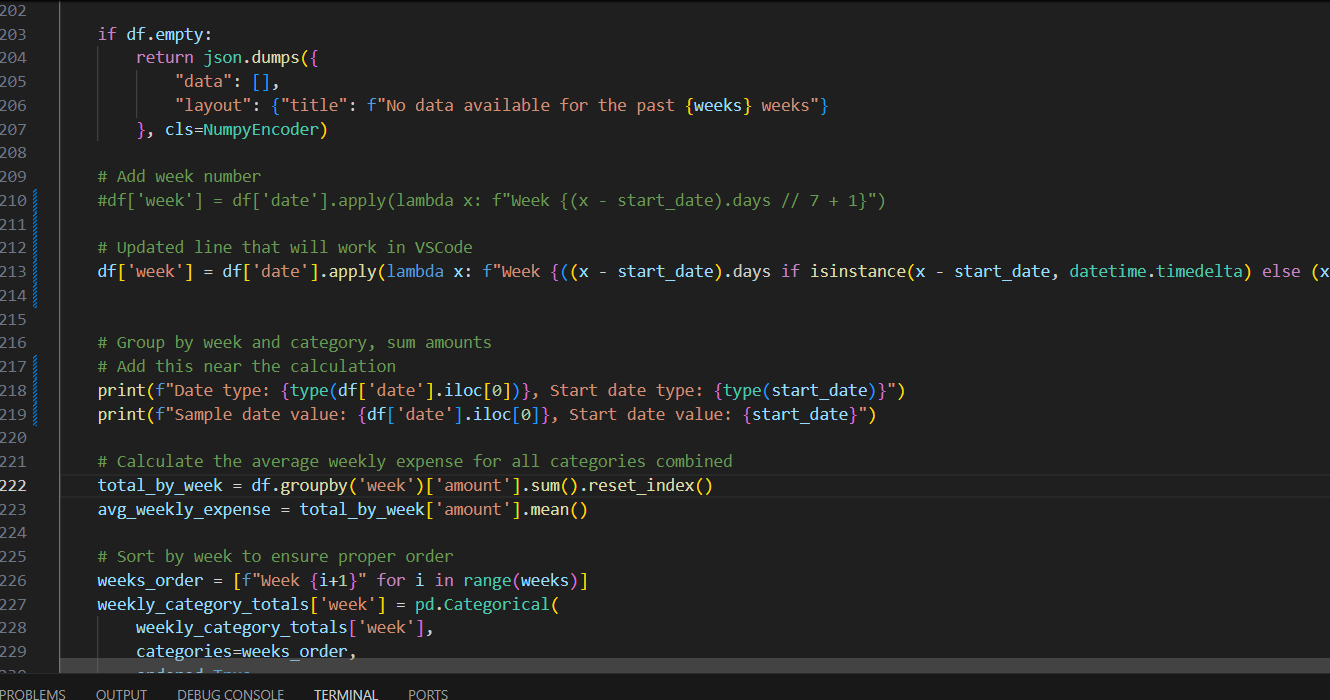 202
203 if df.empty:
204 return json.dumps({
205 "data": [],
206 "layout": {"title": f"No data available for the past {weeks} weeks"}
207 }, cls=NumpyEncoder)
208
209 # Add week number
210 #df['week'] = df['date'].apply(lambda x: f"Week {(x - start_date).days // 7 + 1}")
211
212 # Updated line that will work in VSCode
213 df['week'] = df['date'].apply(lambda x: f"Week {((x - start_date).days if isinstance(x - start_date, datetime.timedelta) else (x
214
215
216 # Group by week and category, sum amounts
217 # Add this near the calculation
218 print(f"Date type: {type(df['date'].iloc[0])}, Start date type: {type(start_date)}")
219 print(f"Sample date value: {df['date'].iloc[0]}, Start date value: {start_date}")
220
221 # Calculate the average weekly expense for all categories combined
222 total_by_week = df.groupby('week')['amount'].sum().reset_index()
223 avg_weekly_expense = total_by_week['amount'].mean()
224
225 # Sort by week to ensure proper order
226 weeks_order = [f"Week {i+1}" for i in range(weeks)]
227 weekly_category_totals['week'] = pd.Categorical(
228 weekly_category_totals['week'],
229 categories=weeks_order,
PROBLEMS OUTPUT DEBUG CONSOLE TERMINAL PORTS